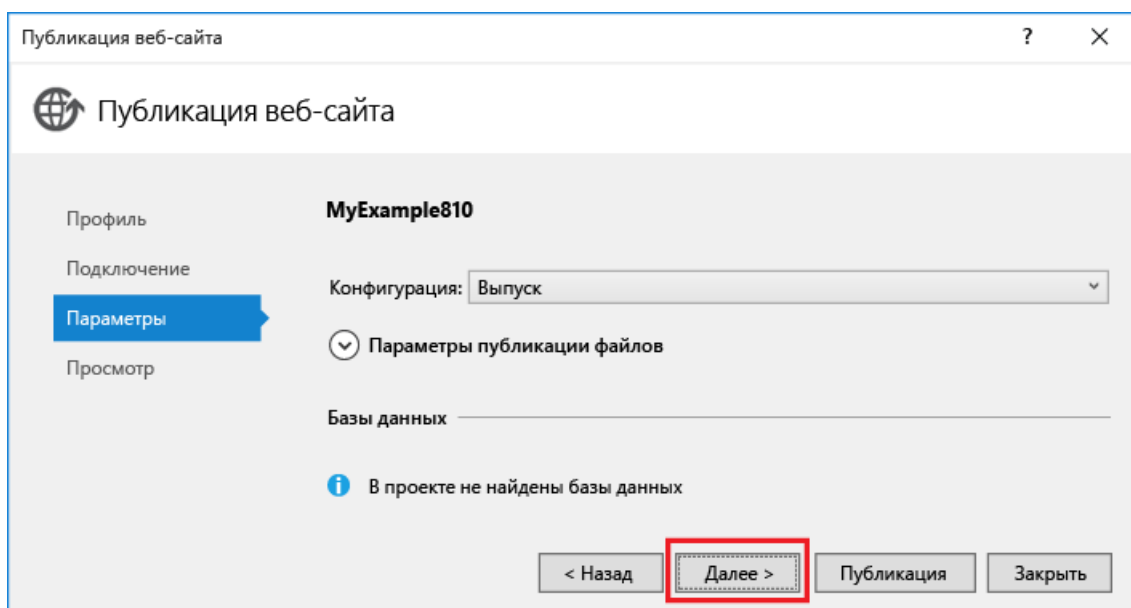 Публикация веб-сайта
?
Публикация веб-сайта
Профиль
Подключение
Параметры
Просмотр
MyExample810
Конфигурация: Выпуск
Параметры публикации файлов
Базы данных
В проекте не найдены базы данных
< Назад
Далее >
Публикация
Закрыть